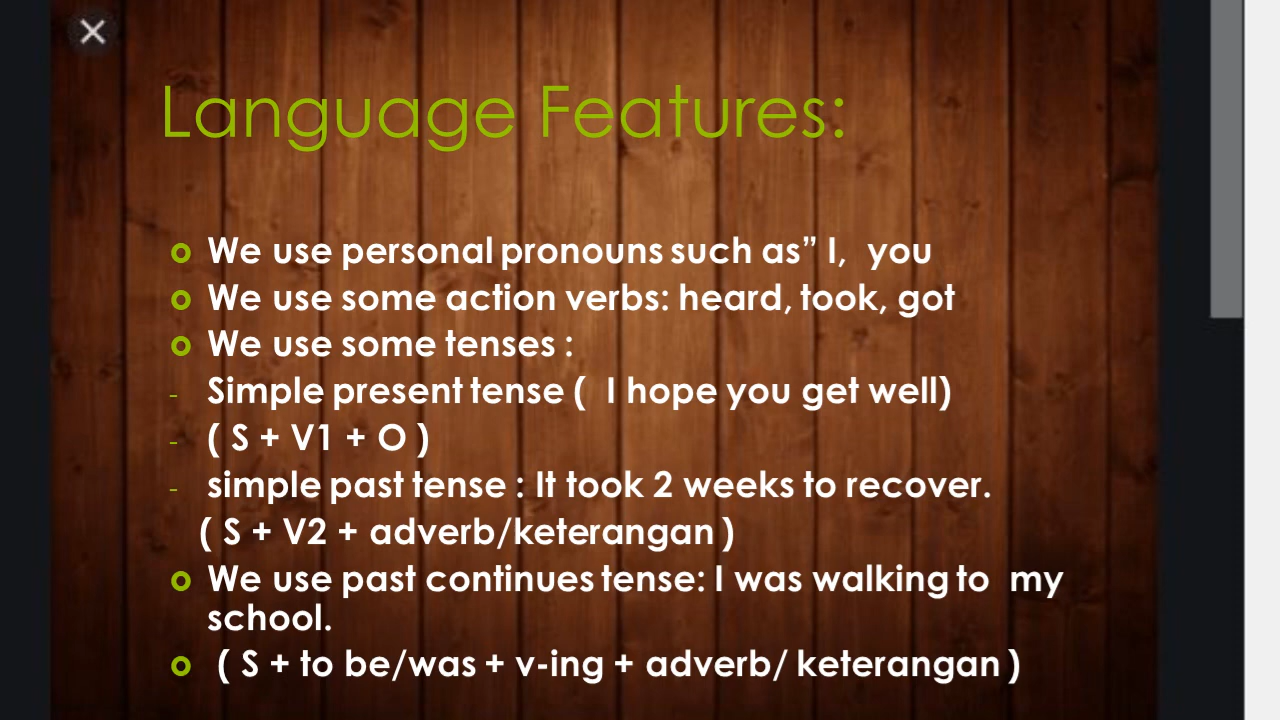 Language Features:
We use personal pronouns such as” I, you
We use some action verbs: heard, took, got
We use some tenses :
- Simple present tense ( I hope you get well)
- ( S + V1 + O )
- simple past tense : It took 2 weeks to recover.
( S + V2 + adverb/keterangan )
We use past continues tense: I was walking to my
school.
( S + to be/was + v-ing + adverb/ keterangan )